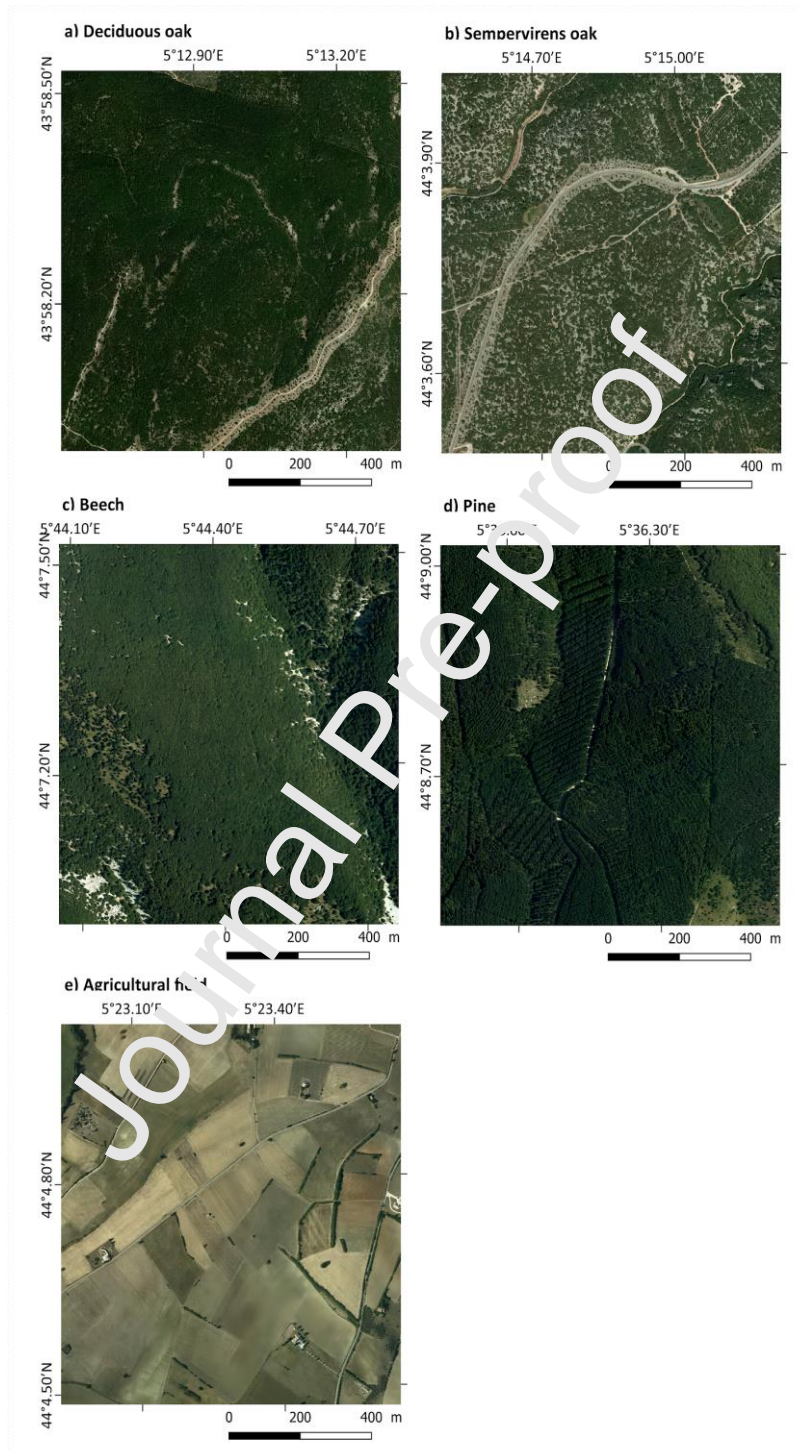 a) Deciduous oak
5°12.90'E 5°13.20'E
43°58.50'N
43°58.20'N
0 200 400 m
b) Sempervirens oak
5°14.70'E 5°15.00'E
44°3.90'N
44°3.60'N
0 200 400 m
c) Beech
5°44.10'E 5°44.40'E 5°44.70'E
44°7.50'N
44°7.20'N
0 200 400 m
d) Pine
5°36.30'E
44°9.00'N
44°8.70'N
0 200 400 m
e) Agricultural field
5°23.10'E 5°23.40'E
44°4.80'N
44°4.50'N
0 200 400 m
Journal Pre-proof